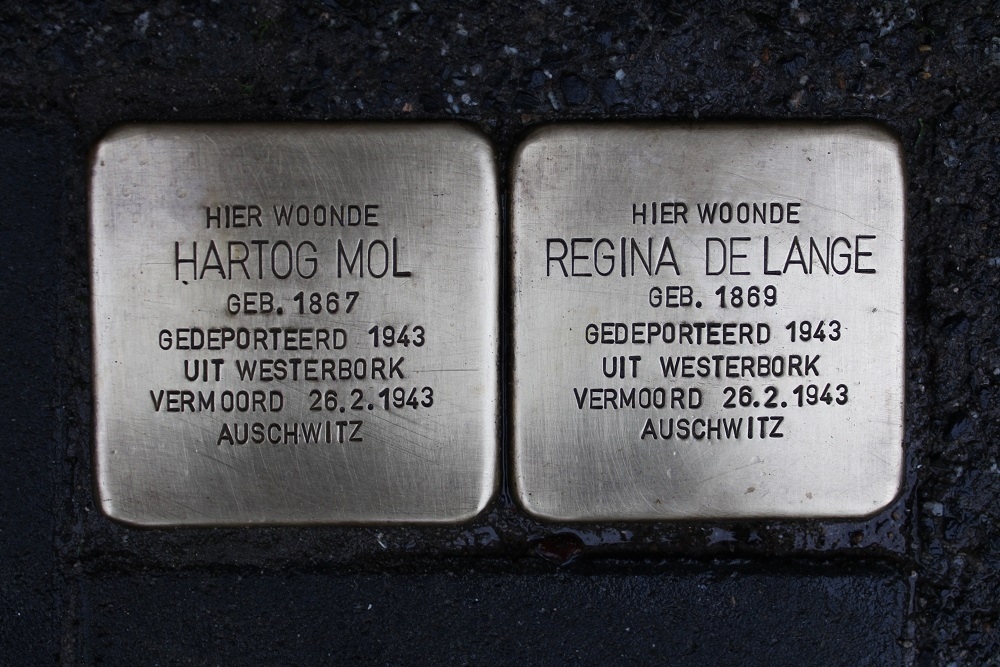 HIER WOONDE
HARTOG MOL
GEB. 1867
GEDEPORTEERD 1943
UIT WESTERBORK
VERMOORD 26.2.1943
AUSCHWITZ
HIER WOONDE
REGINA DE LANGE
GEB. 1869
GEDEPORTEERD 1943
UIT WESTERBORK
VERMOORD 26.2.1943
AUSCHWITZ